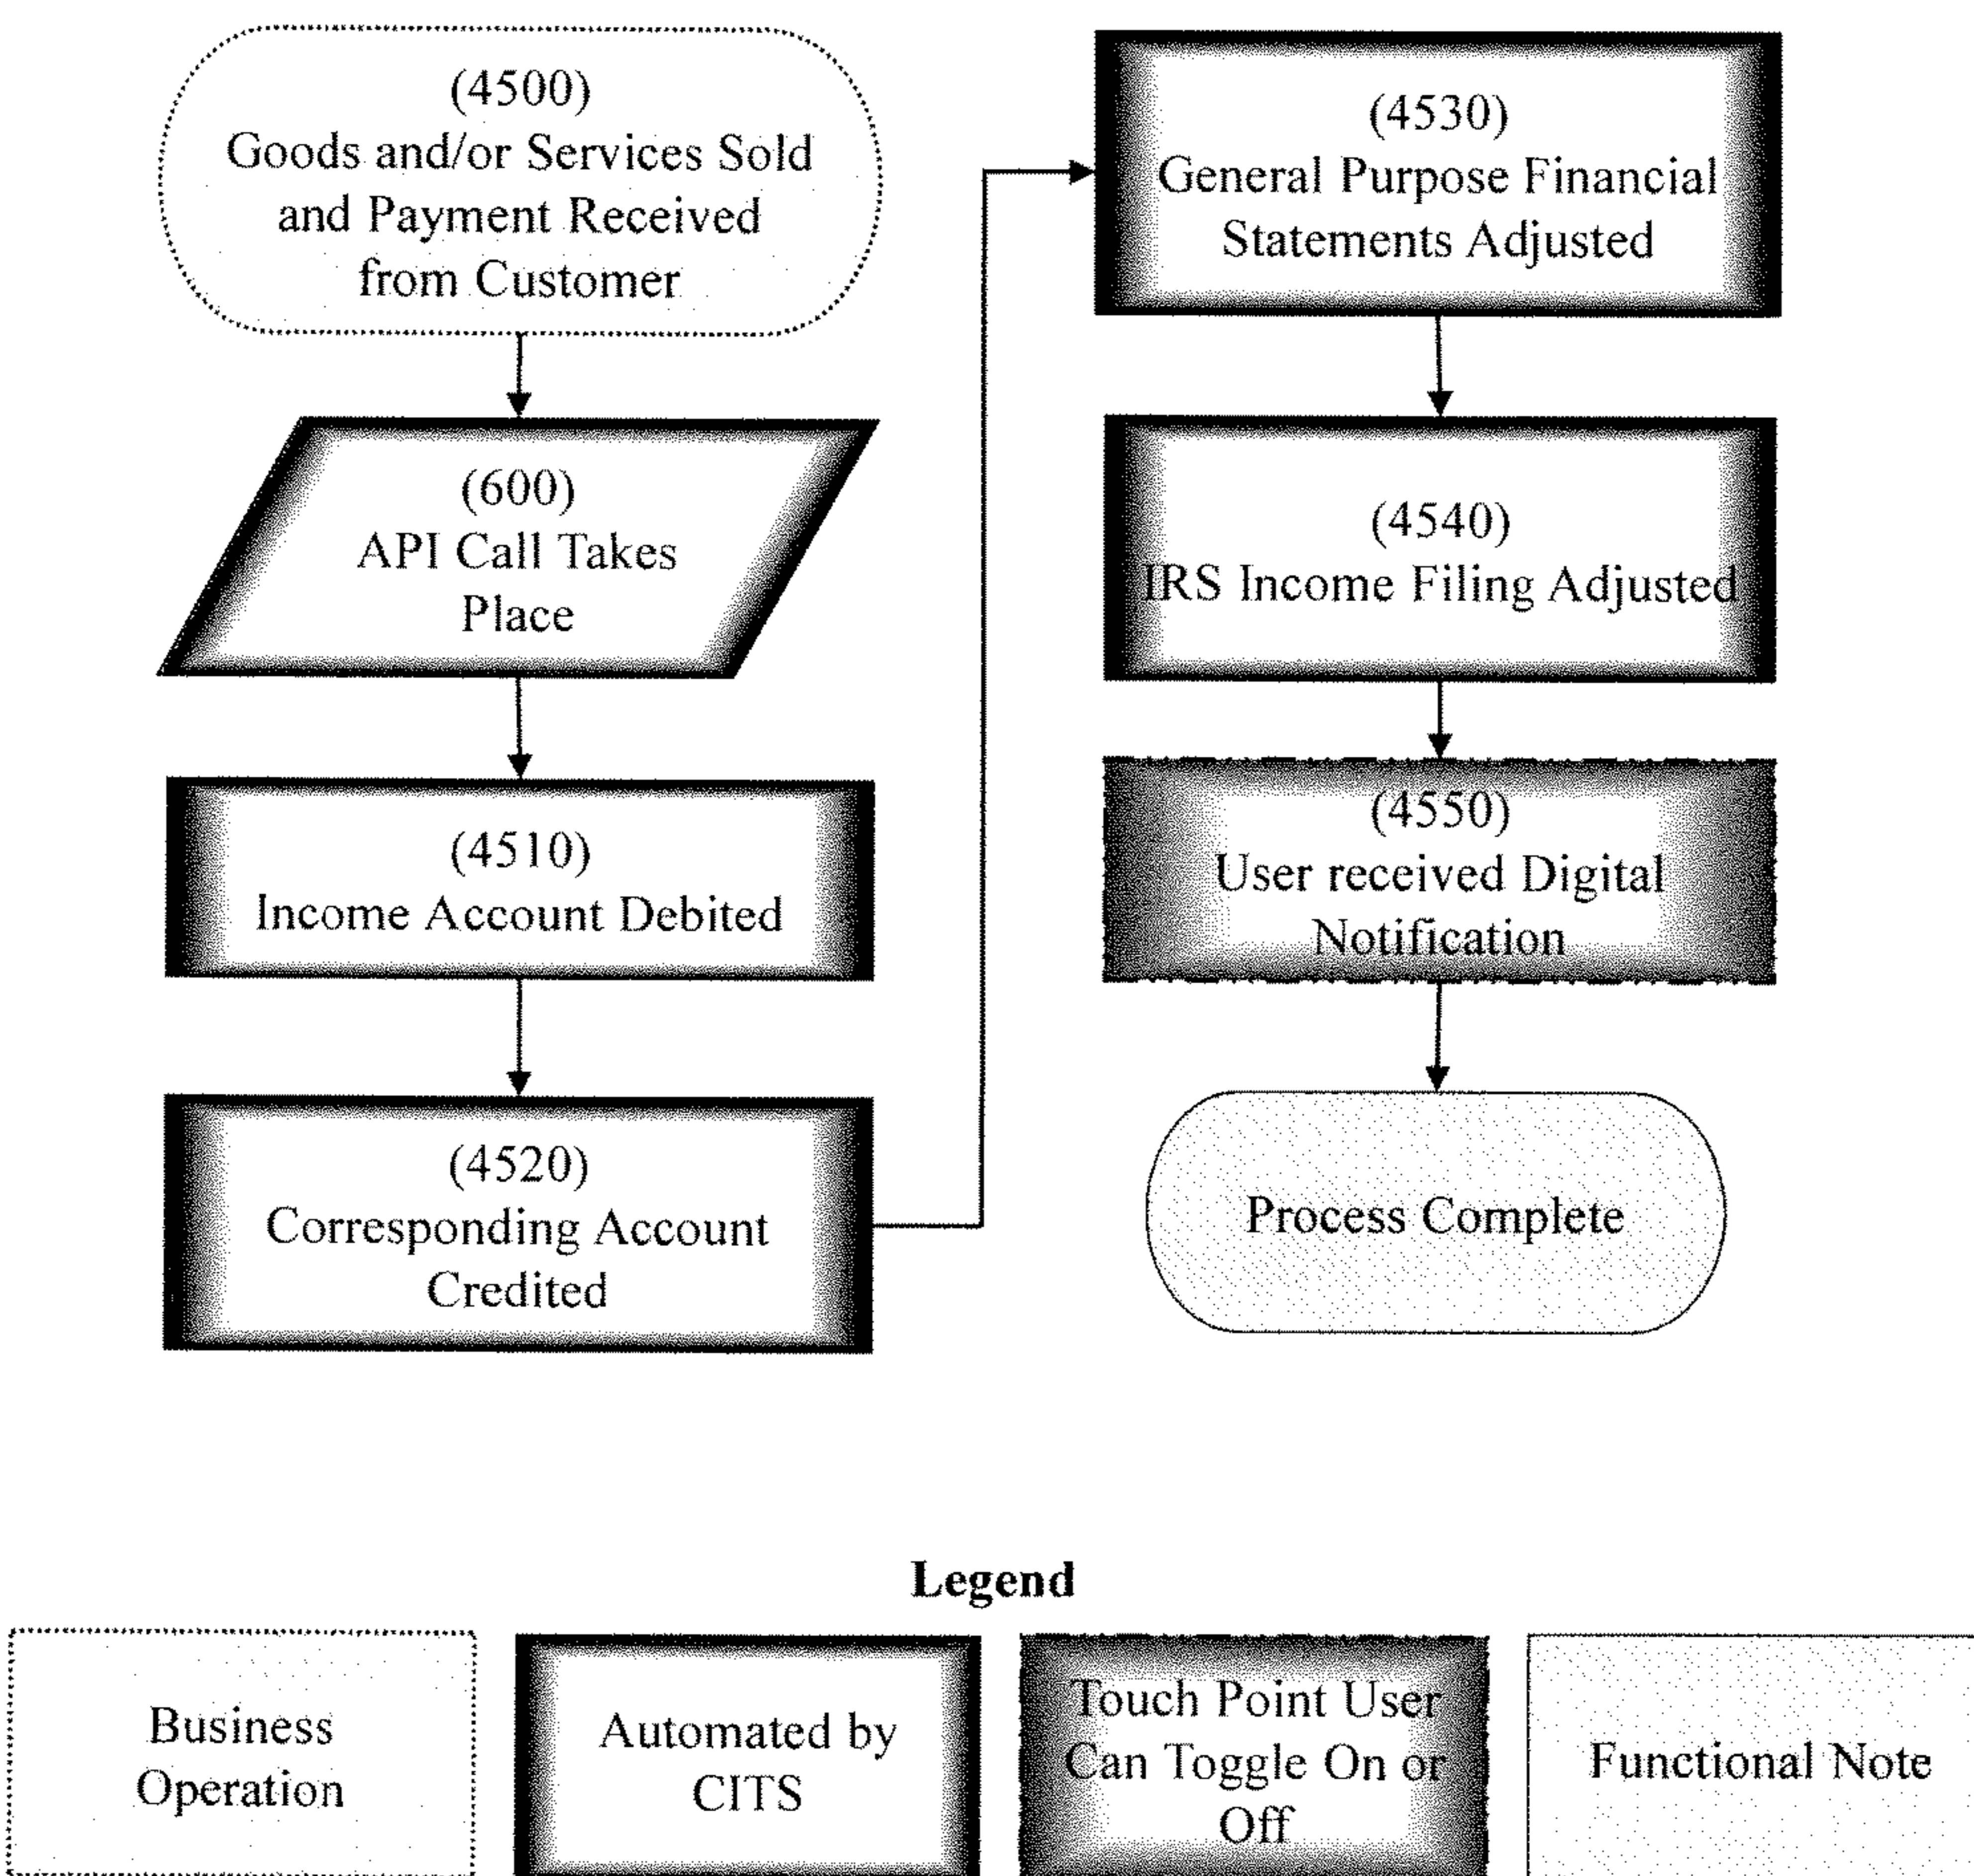 (4500)
Goods and/or Services Sold
and Payment Received
from Customer
(600)
API Call Takes
Place
(4510)
Income Account Debited
(4520)
Corresponding Account
Credited
(4530)
General Purpose Financial
Statements Adjusted
(4540)
IRS Income Filing Adjusted
(4550)
User received Digital
Notification
Process Complete
Legend
Business
Operation
Automated by
CITS
Touch Point User
Can Toggle On or
Off
Functional Note